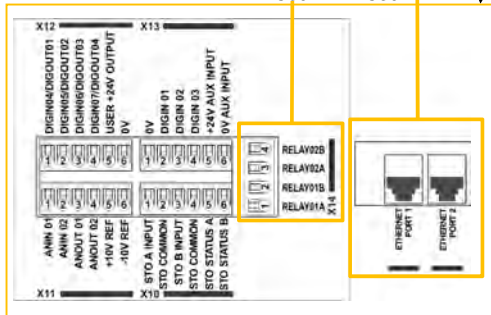 X12 X13
DIGIN04/DIGOUT01
DIGIN05/DIGOUT02
DIGIN06/DIGOUT03
DIGIN07/DIGOUT04
USER +24V OUTPUT
0V
0V
DIGIN 01
DIGIN 02
DIGIN 03
+24V AUX INPUT
0V AUX INPUT
1 2 3 4 5 6 1 2 3 4 5 6
4 RELAY02B
3 RELAY02A
2 RELAY01B
1 RELAY01A
X14
1 2 3 4 5 6 1 2 3 4 5 6
ANIN 01
ANIN 02
ANOUT 01
ANOUT 02
+10V REF
-10V REF
STO A INPUT
STO COMMON
STO B INPUT
STO COMMON
STO STATUS A
STO STATUS B
X11 X10
ETHERNET
PORT 1
ETHERNET
PORT 2